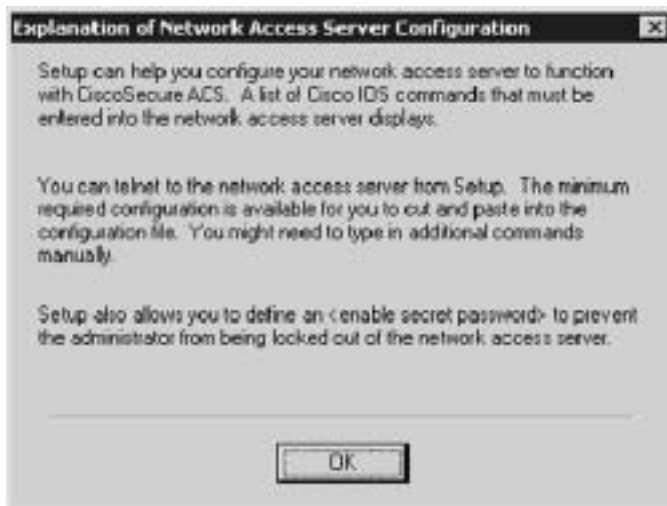 Explanation of Network Access Server Configuration
Setup can help you configure your network access server to function
with CiscoSecure ACS. A list of Cisco IOS commands that must be
entered into the network access server displays.
You can telnet to the network access server from Setup. The minimum
required configuration is available for you to cut and paste into the
configuration file. You might need to type in additional commands
manually.
Setup also allows you to define an <enable secret password> to prevent
the administrator from being locked out of the network access server.
OK